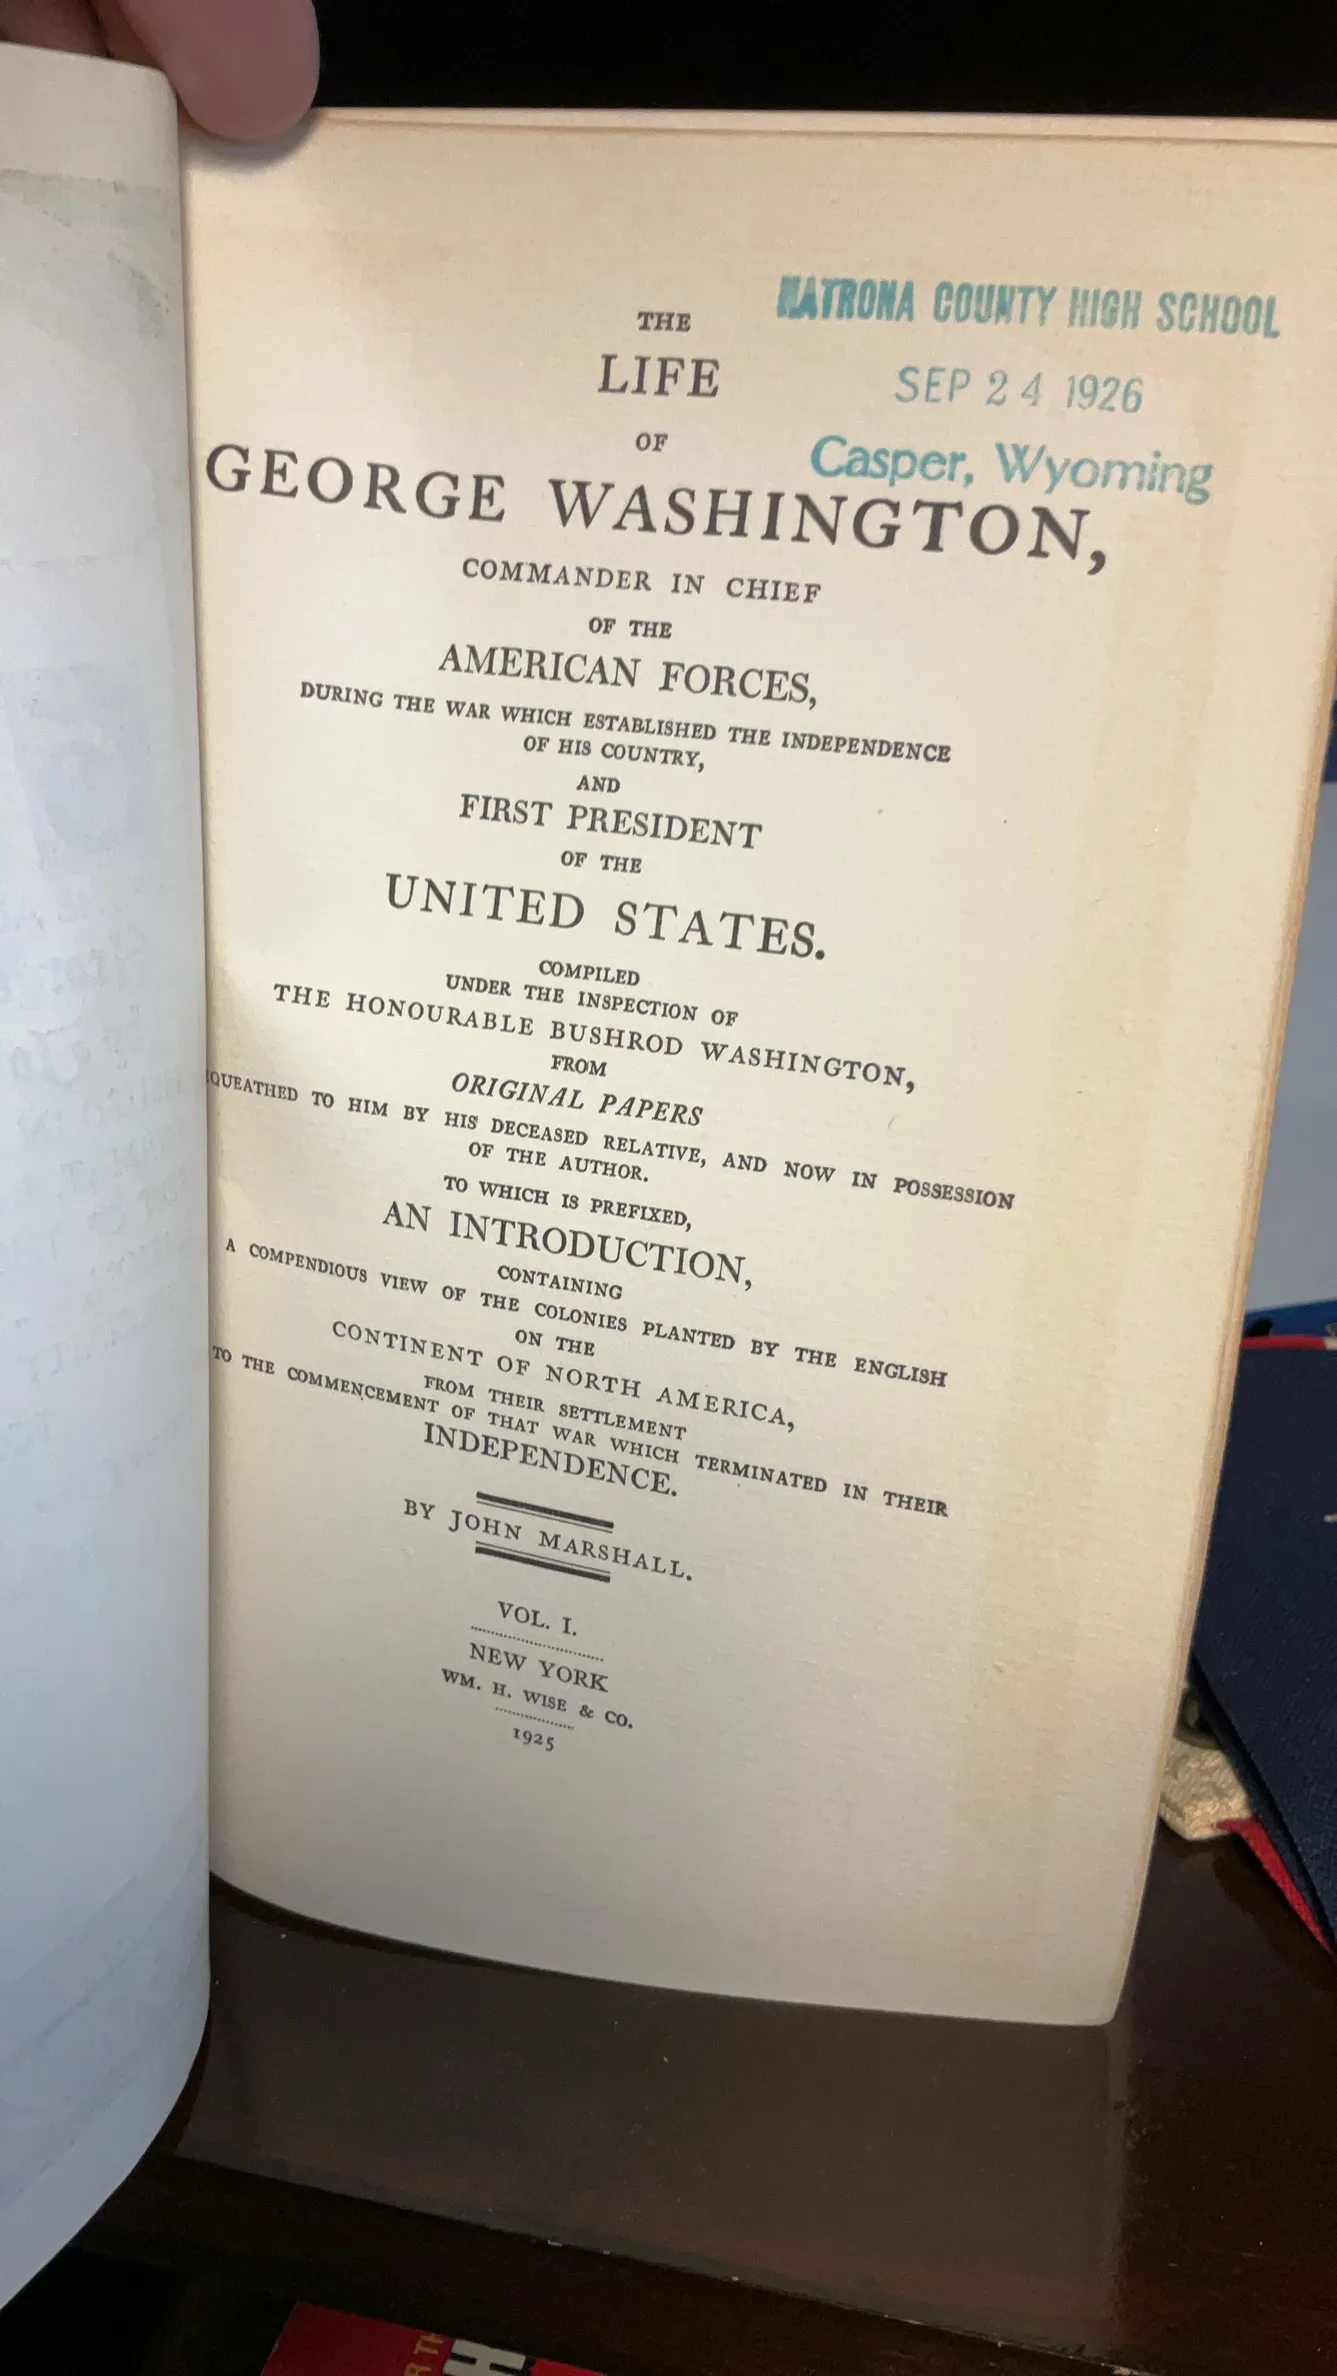 NATRONA COUNTY HIGH SCHOOL
SEP 24 1926
Casper, Wyoming
THE
LIFE
OF
GEORGE WASHINGTON,
COMMANDER IN CHIEF
OF THE
AMERICAN FORCES,
DURING THE WAR WHICH ESTABLISHED THE INDEPENDENCE
OF HIS COUNTRY,
AND
FIRST PRESIDENT
OF THE
UNITED STATES.
COMPILED
UNDER THE INSPECTION OF
THE HONOURABLE BUSHROD WASHINGTON,
FROM
ORIGINAL PAPERS
QUEATHED TO HIM BY HIS DECEASED RELATIVE, AND NOW IN POSSESSION
OF THE AUTHOR.
TO WHICH IS PREFIXED,
AN INTRODUCTION,
CONTAINING
A COMPENDIOUS VIEW OF THE COLONIES PLANTED BY THE ENGLISH
ON THE
CONTINENT OF NORTH AMERICA,
FROM THEIR SETTLEMENT
TO THE COMMENCEMENT OF THAT WAR WHICH TERMINATED IN THEIR
INDEPENDENCE.
BY JOHN MARSHALL.
VOL. I.
NEW YORK
WM. H. WISE & CO.
1925